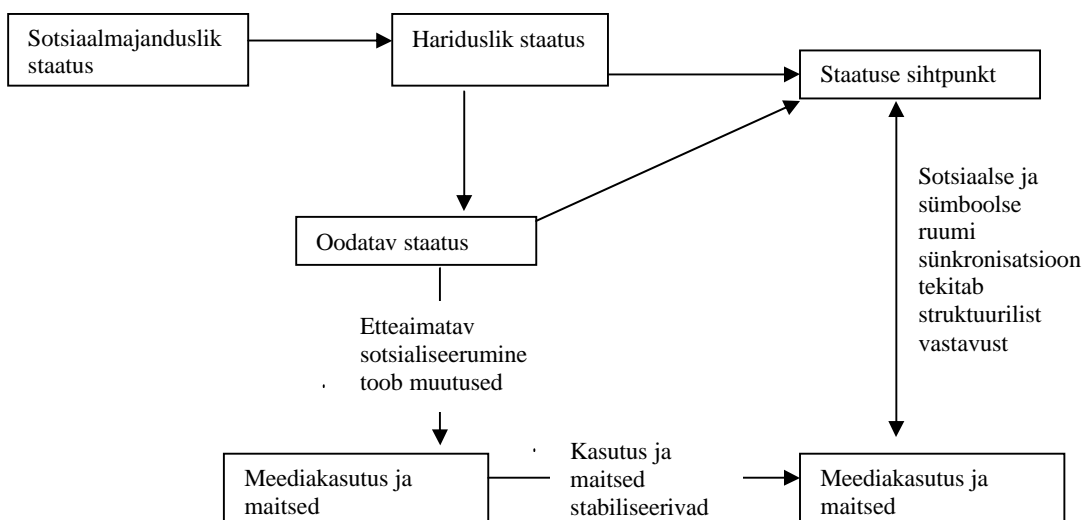 Sotsiaalmajanduslik
staatus
Hariduslik staatus
Staatuse sihtpunkt
Oodatav staatus
Sotsiaalse ja
sümboolse
ruumi
sünkronisatsioon
tekitab
struktuurilist
vastavust
Etteaimatav
sotsialiseerumine
toob muutused
Meediakasutus ja
maitsed
Kasutus ja
maitsed
stabiliseerivad
Meediakasutus ja
maitsed